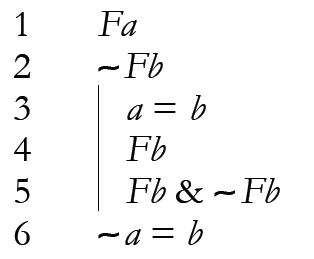 1 Fa
2 ~Fb
3 a = b
4 Fb
5 Fb & ~Fb
6 ~a = b